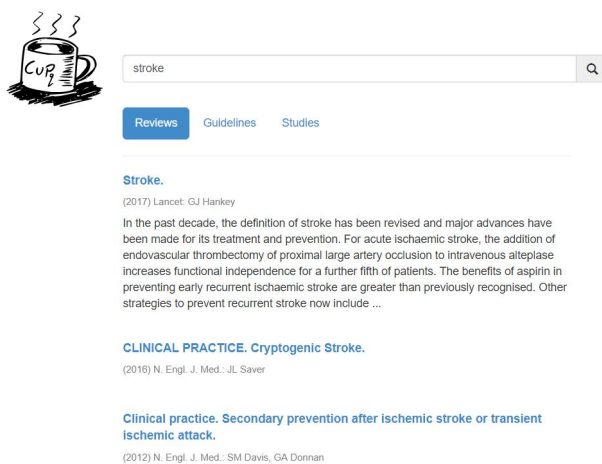 CUP
q
stroke
Reviews Guidelines Studies
Stroke.
(2017) Lancet: GJ Hankey
In the past decade, the definition of stroke has been revised and major advances have
been made for its treatment and prevention. For acute ischaemic stroke, the addition of
endovascular thrombectomy of proximal large artery occlusion to intravenous alteplase
increases functional independence for a further fifth of patients. The benefits of aspirin in
preventing early recurrent ischaemic stroke are greater than previously recognised. Other
strategies to prevent recurrent stroke now include ...
CLINICAL PRACTICE. Cryptogenic Stroke.
(2016) N. Engl. J. Med.: JL Saver
Clinical practice. Secondary prevention after ischemic stroke or transient
ischemic attack.
(2012) N. Engl. J. Med.: SM Davis, GA Donnan